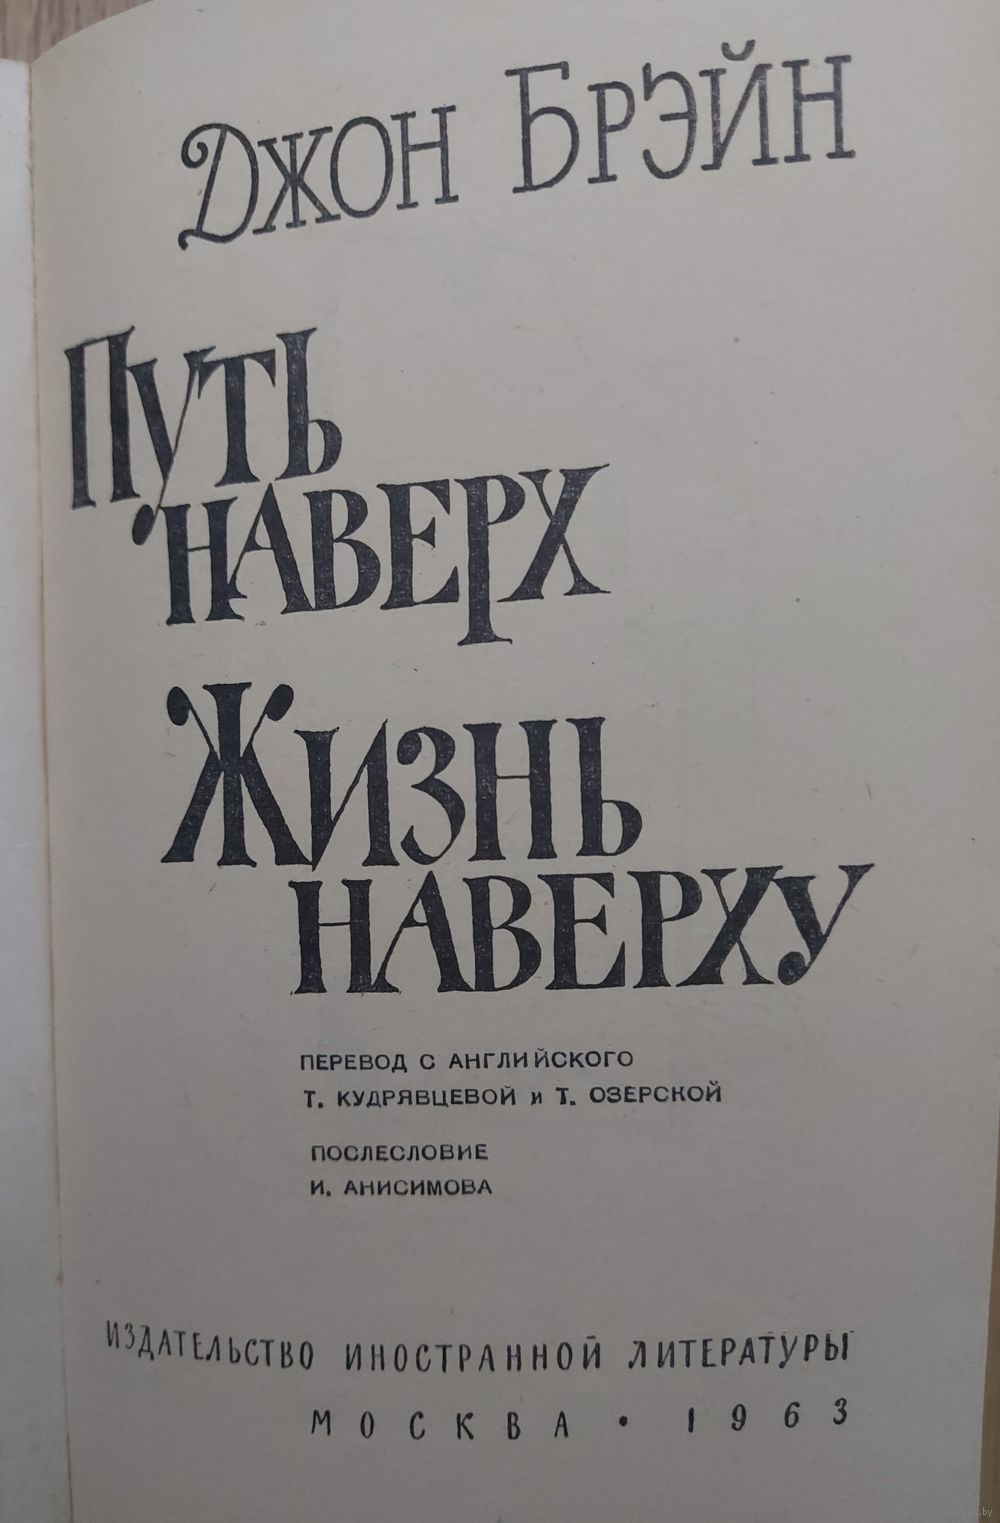 Джон Брэйн
Путь
наверх
Жизнь
наверху
ПЕРЕВОД С АНГЛИЙСКОГО
Т. КУДРЯВЦЕВОЙ и Т. ОЗЕРСКОЙ
ПОСЛЕСЛОВИЕ
И. АНИСИМОВА
ИЗДАТЕЛЬСТВО ИНОСТРАННОЙ ЛИТЕРАТУРЫ
МОСКВА · 1963